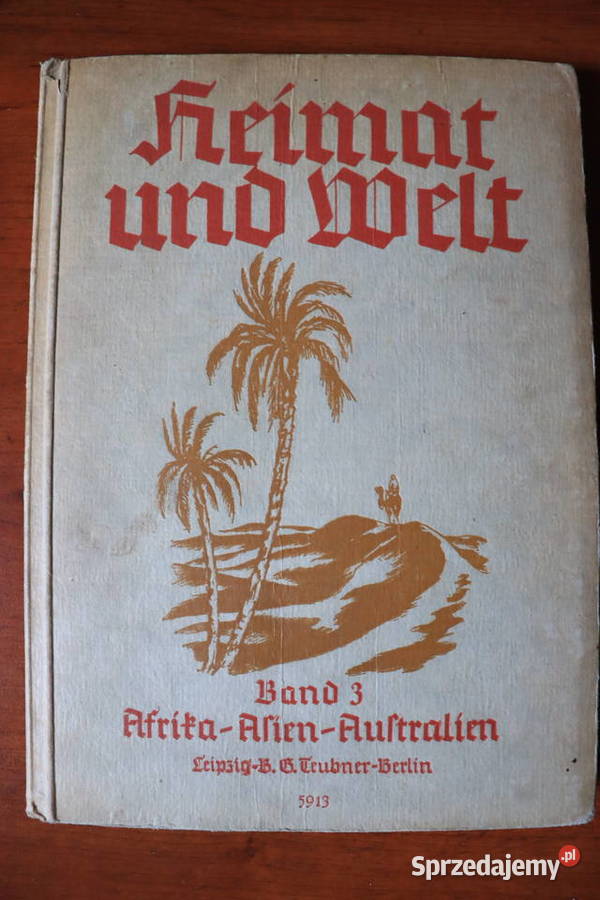 Heimat
und Welt
Band 3
Afrika-Asien-Australien
Leipzig-B. G. Teubner-Berlin
5913
Sprzedajemy.pl